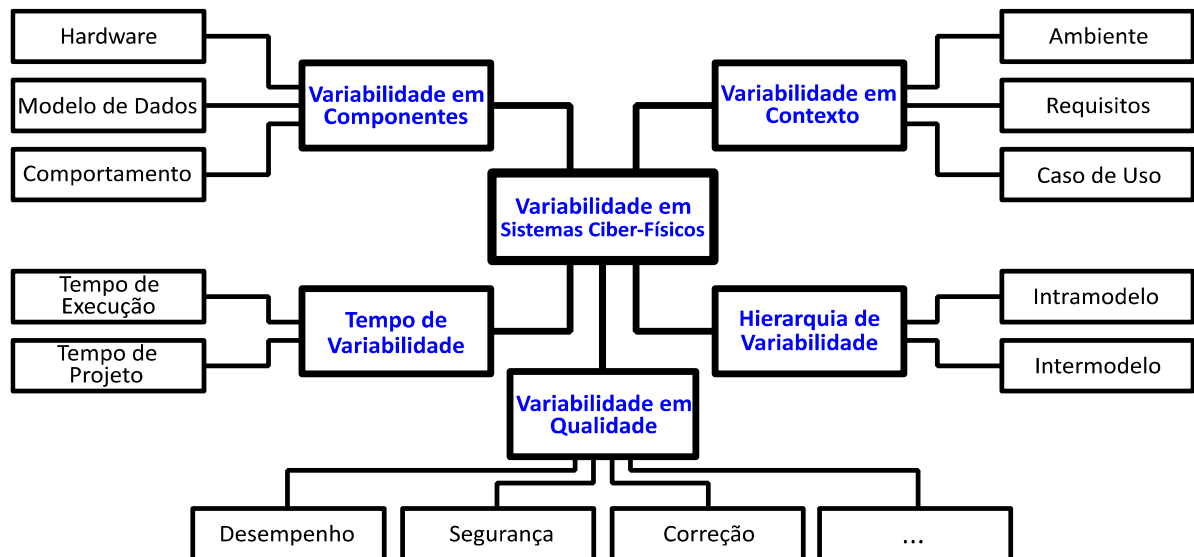 Hardware
Modelo de Dados
Comportamento
Variabilidade em
Componentes
Variabilidade em
Contexto
Ambiente
Requisitos
Caso de Uso
Variabilidade em
Sistemas Ciber-Físicos
Tempo de
Execução
Tempo de
Projeto
Tempo de
Variabilidade
Hierarquia de
Variabilidade
Intramodelo
Intermodelo
Variabilidade em
Qualidade
Desempenho
Segurança
Correção
...